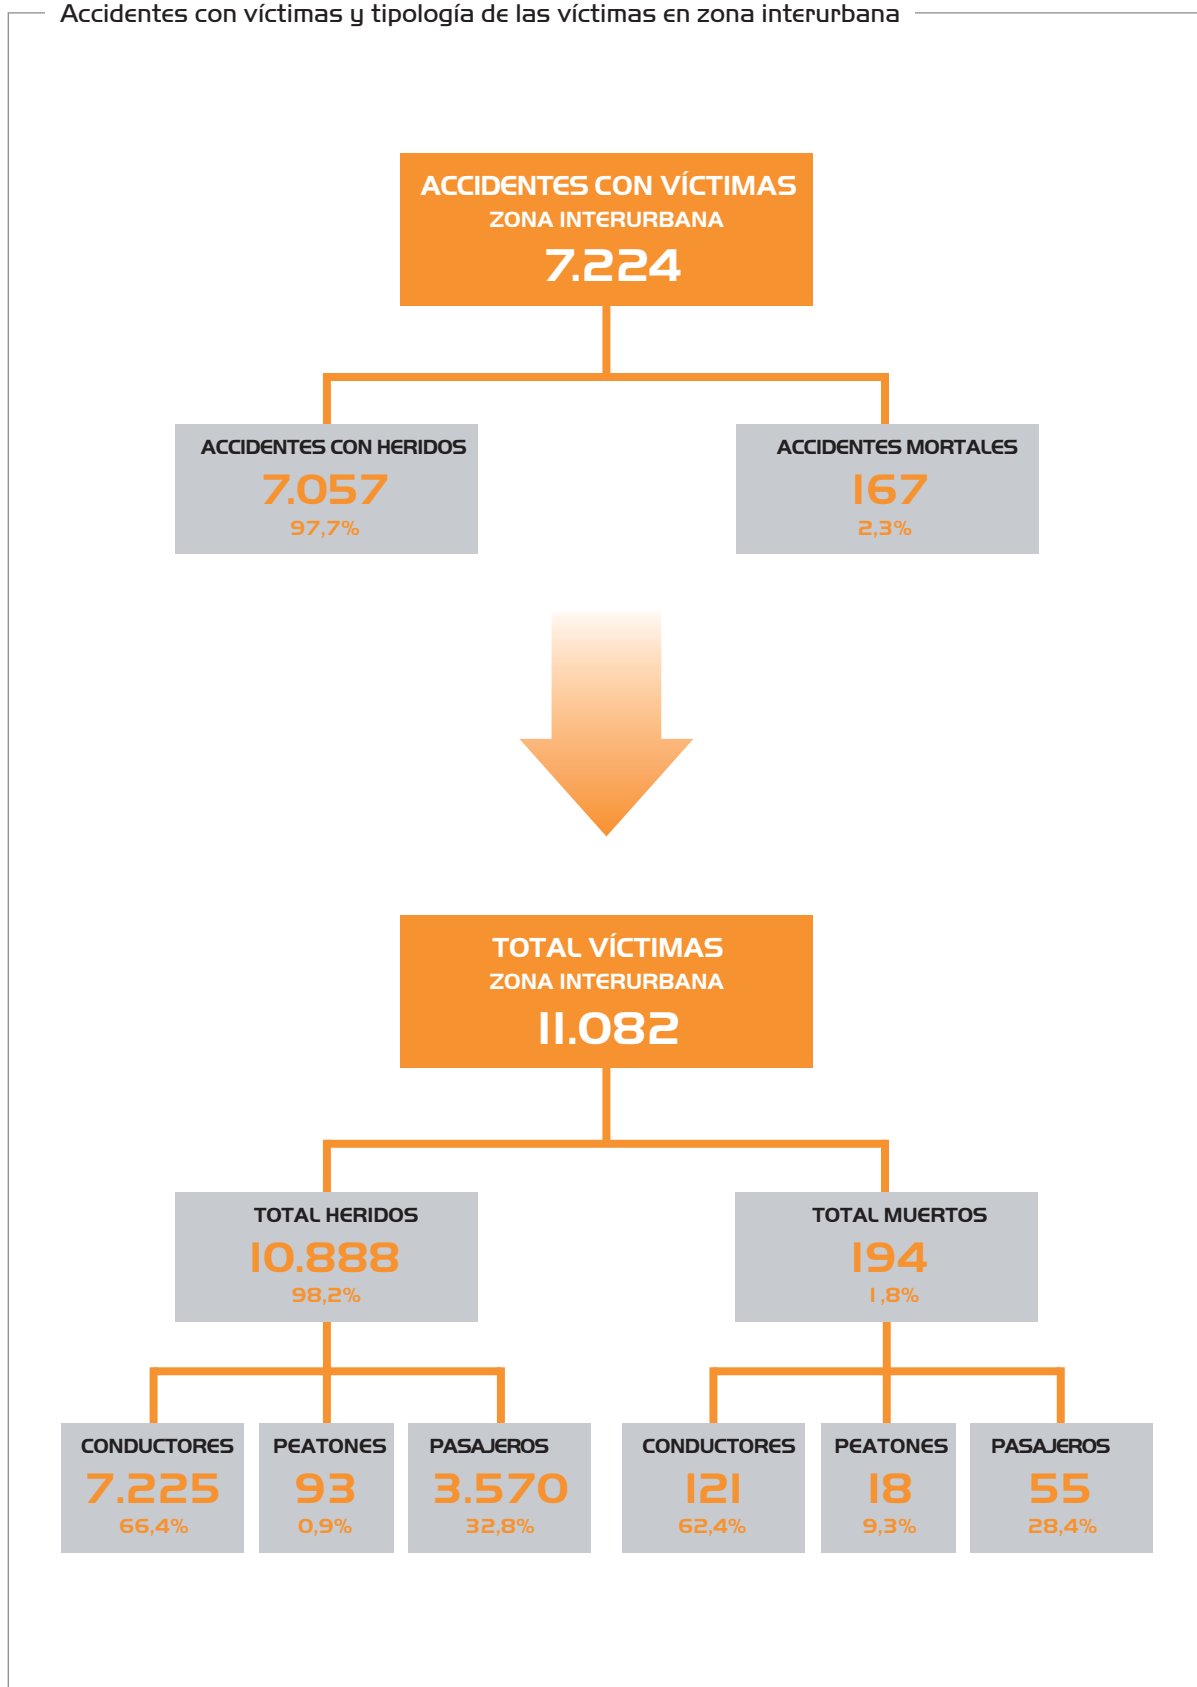 Accidentes con víctimas y tipología de las víctimas en zona interurbana
ACCIDENTES CON VÍCTIMAS
ZONA INTERURBANA
7.224
ACCIDENTES CON HERIDOS
7.057
97,7%
ACCIDENTES MORTALES
167
2,3%
TOTAL VÍCTIMAS
ZONA INTERURBANA
11.082
TOTAL HERIDOS
10.888
98,2%
TOTAL MUERTOS
194
1,8%
CONDUCTORES
7.225
66,4%
PEATONES
93
0,9%
PASAJEROS
3.570
32,8%
CONDUCTORES
121
62,4%
PEATONES
18
9,3%
PASAJEROS
55
28,4%